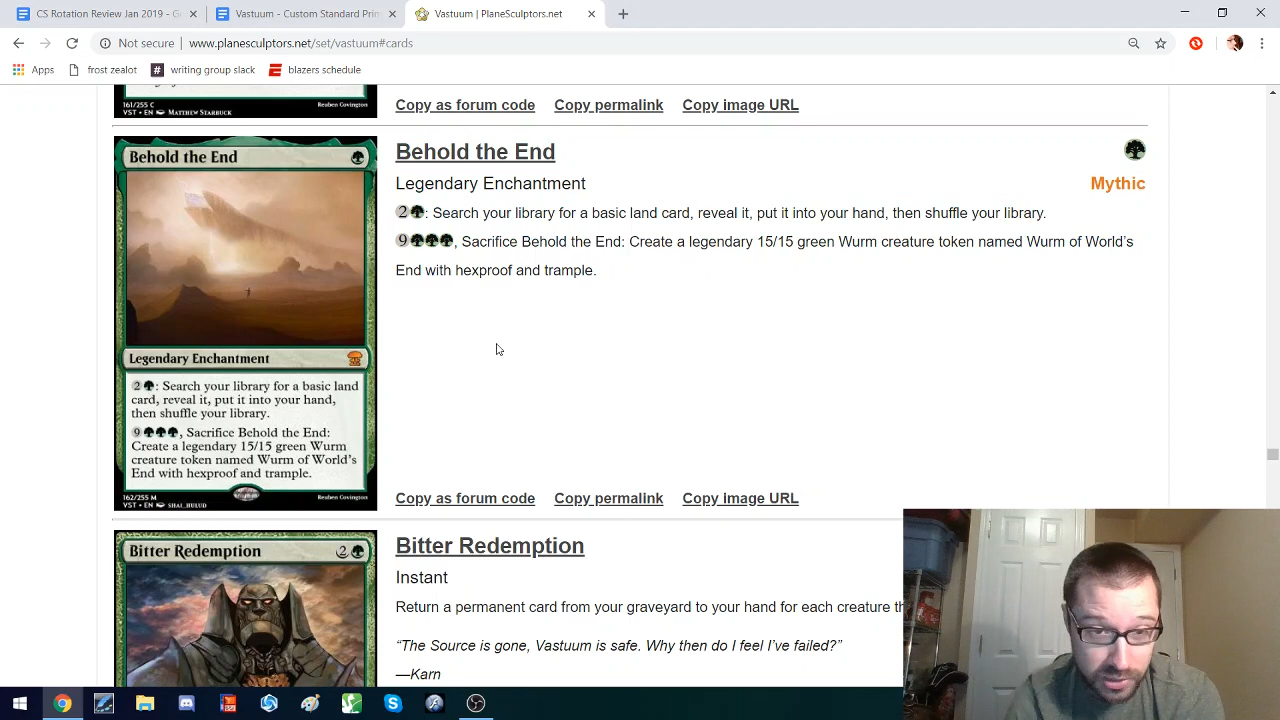 CS Rotation Review Jan 2019 - G
Vastuum - Custom Standard Prim
Vastuum | PlaneSculptors.net
Not secure | www.planesculptors.net/set/vastuum#cards
Apps frost zealot writing group slack blazers schedule
161/255 C
VST • EN MATTHEW STARBUCK
Reuben Covington
Copy as forum code Copy permalink Copy image URL
Behold the End
Legendary Enchantment
2: Search your library for a basic land
card, reveal it, put it into your hand,
then shuffle your library.
9, Sacrifice Behold the End:
Create a legendary 15/15 green Wurm
creature token named Wurm of World's
End with hexproof and trample.
162/255 M
VST • EN SHAI_HULUD
Reuben Covington
Behold the End
Legendary Enchantment
Mythic
2: Search your library for a basic land card, reveal it, put it into your hand, then shuffle your library.
9, Sacrifice Behold the End: Create a legendary 15/15 green Wurm creature token named Wurm of World's
End with hexproof and trample.
Copy as forum code Copy permalink Copy image URL
Bitter Redemption 2
Bitter Redemption
Instant
Return a permanent card from your graveyard to your hand for each creature
“The Source is gone, Vastuum is safe. Why then do I feel I've failed?”
—Karn